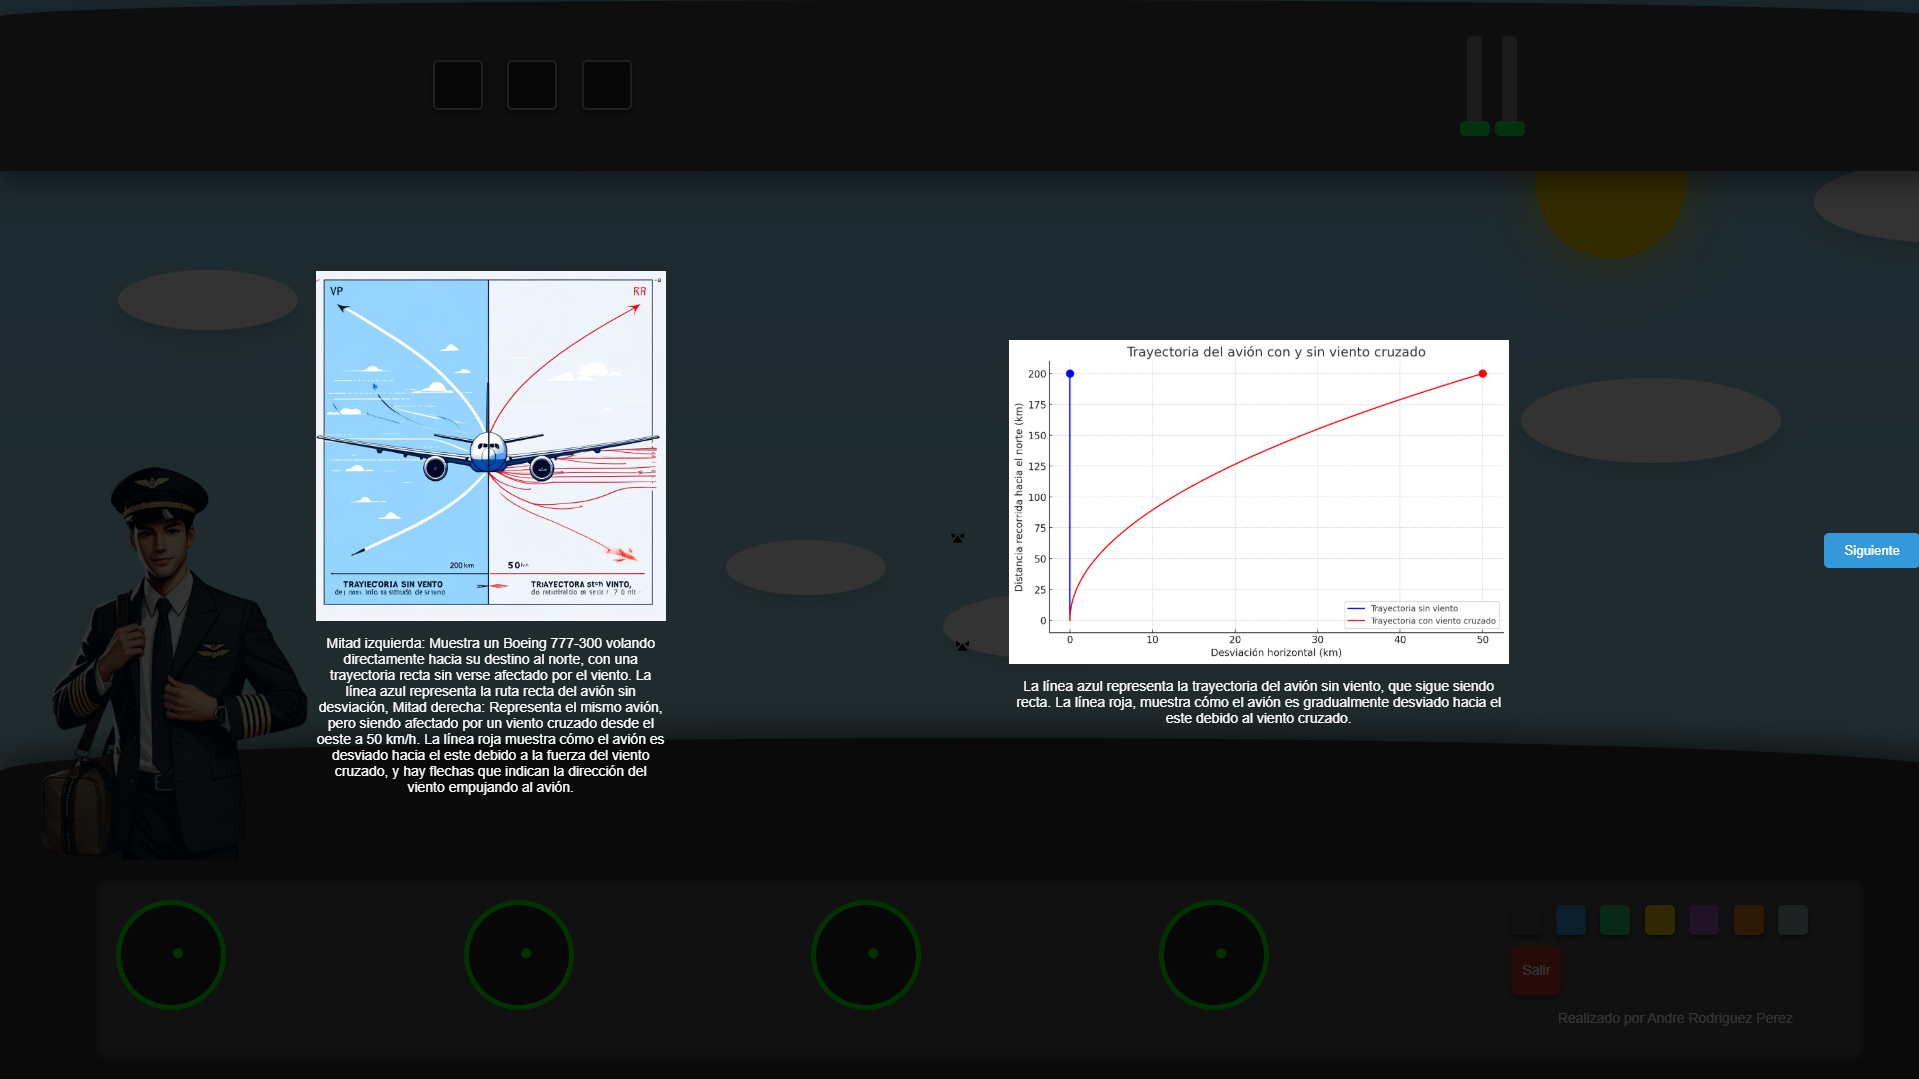 VP
RR
200 km
50
TRAYIECORIA SIN VENTO
TRIAYECTORA st≈h VINTO,
Mitad izquierda: Muestra un Boeing 777-300 volando
directamente hacia su destino al norte, con una
trayectoria recta sin verse afectado por el viento. La
línea azul representa la ruta recta del avión sin
desviación, Mitad derecha: Representa el mismo avión,
pero siendo afectado por un viento cruzado desde el
oeste a 50 km/h. La línea roja muestra cómo el avión es
desviado hacia el este debido a la fuerza del viento
cruzado, y hay flechas que indican la dirección del
viento empujando al avión.
Trayectoria del avión con y sin viento cruzado
Distancia recorrida hacia el norte (km)
200
175
150
125
100
75
50
25
0
Trayectoria sin viento
Trayectoria con viento cruzado
0 10 20 30 40 50
Desviación horizontal (km)
La línea azul representa la trayectoria del avión sin viento, que sigue siendo
recta. La línea roja, muestra cómo el avión es gradualmente desviado hacia el
este debido al viento cruzado.
Siguiente
Salir
Realizado por Andre Rodriguez Perez